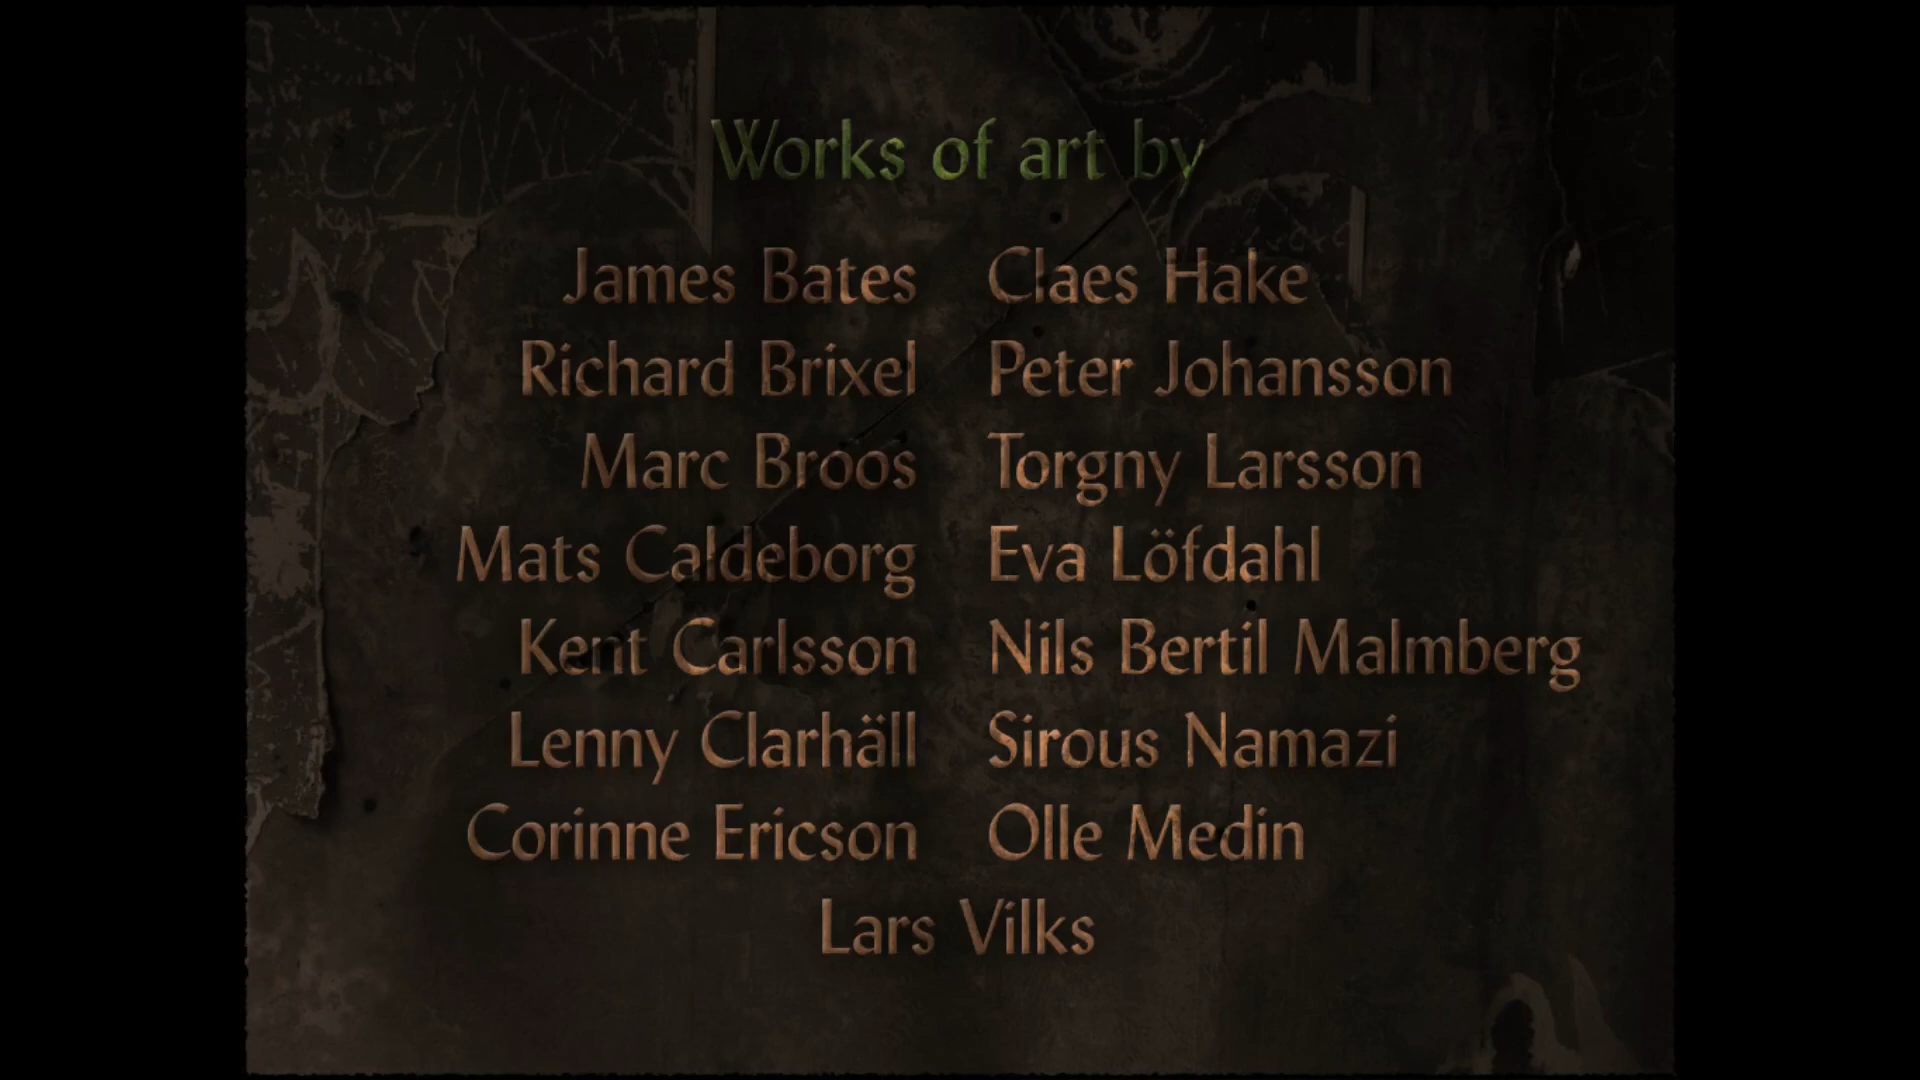 Works of art by
James Bates Claes Hake
Richard Brixel Peter Johansson
Marc Broos Torgny Larsson
Mats Caldeborg Eva Löfdahl
Kent Carlsson Nils Bertil Malmberg
Lenny Clarhäll Sirous Namazi
Corinne Ericson Olle Medin
Lars Vilks